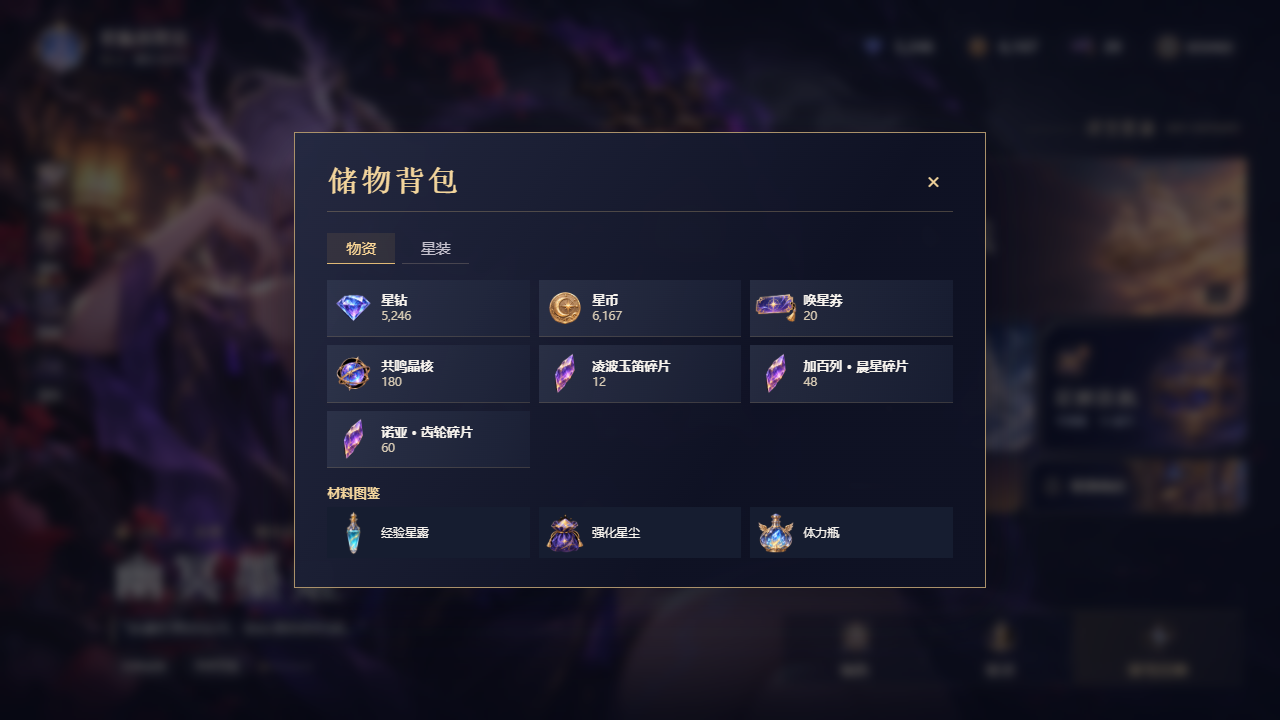 储物背包
×
物资
星装
星钻
5,246
星币
6,167
唤星券
20
共鸣晶核
180
凌波玉笛碎片
12
加百列·晨星碎片
48
诺亚·齿轮碎片
60
材料图鉴
经验星露
强化星尘
体力瓶